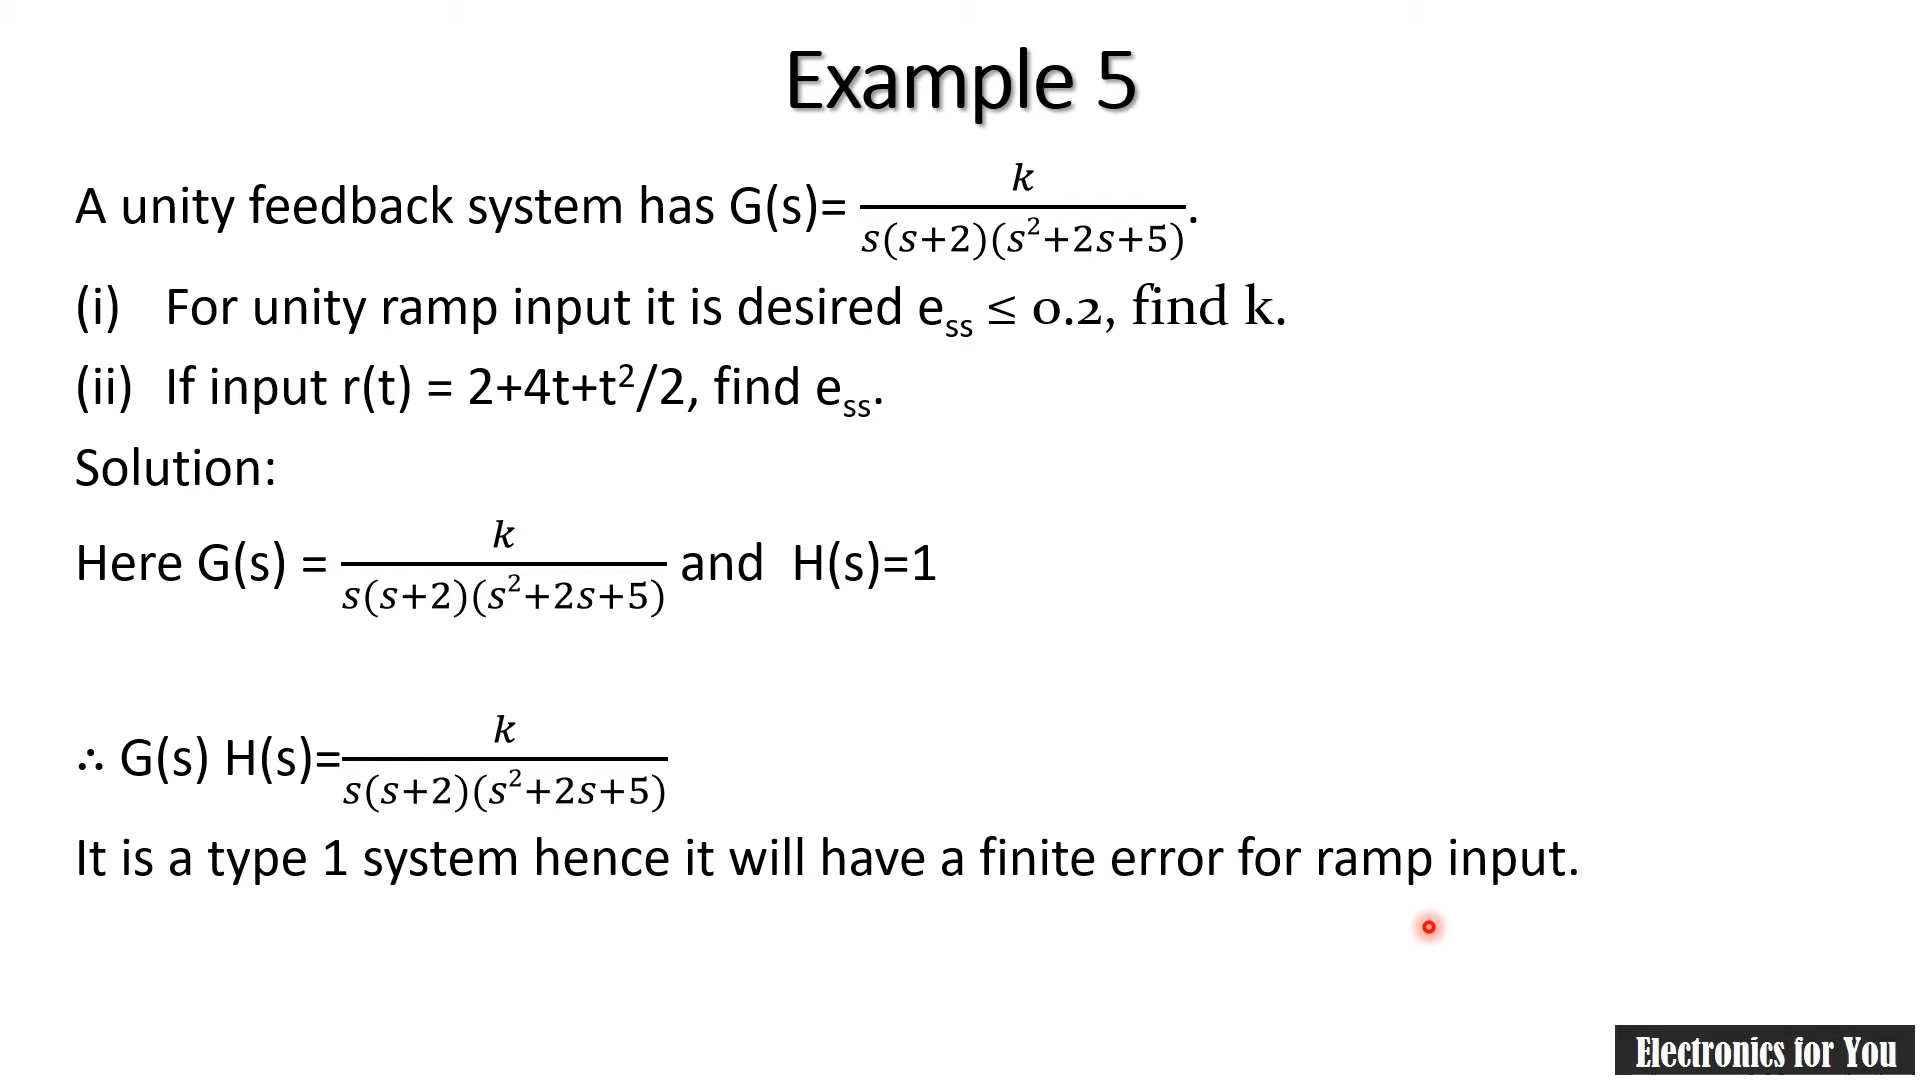 Example 5
A unity feedback system has G(s)= k / s(s+2)(s²+2s+5).
(i) For unity ramp input it is desired eₛₛ ≤ 0.2, find k.
(ii) If input r(t) = 2+4t+t²/2, find eₛₛ.
Solution:
Here G(s) = k / s(s+2)(s²+2s+5) and H(s)=1
∴ G(s) H(s)= k / s(s+2)(s²+2s+5)
It is a type 1 system hence it will have a finite error for ramp input.
Electronics for You